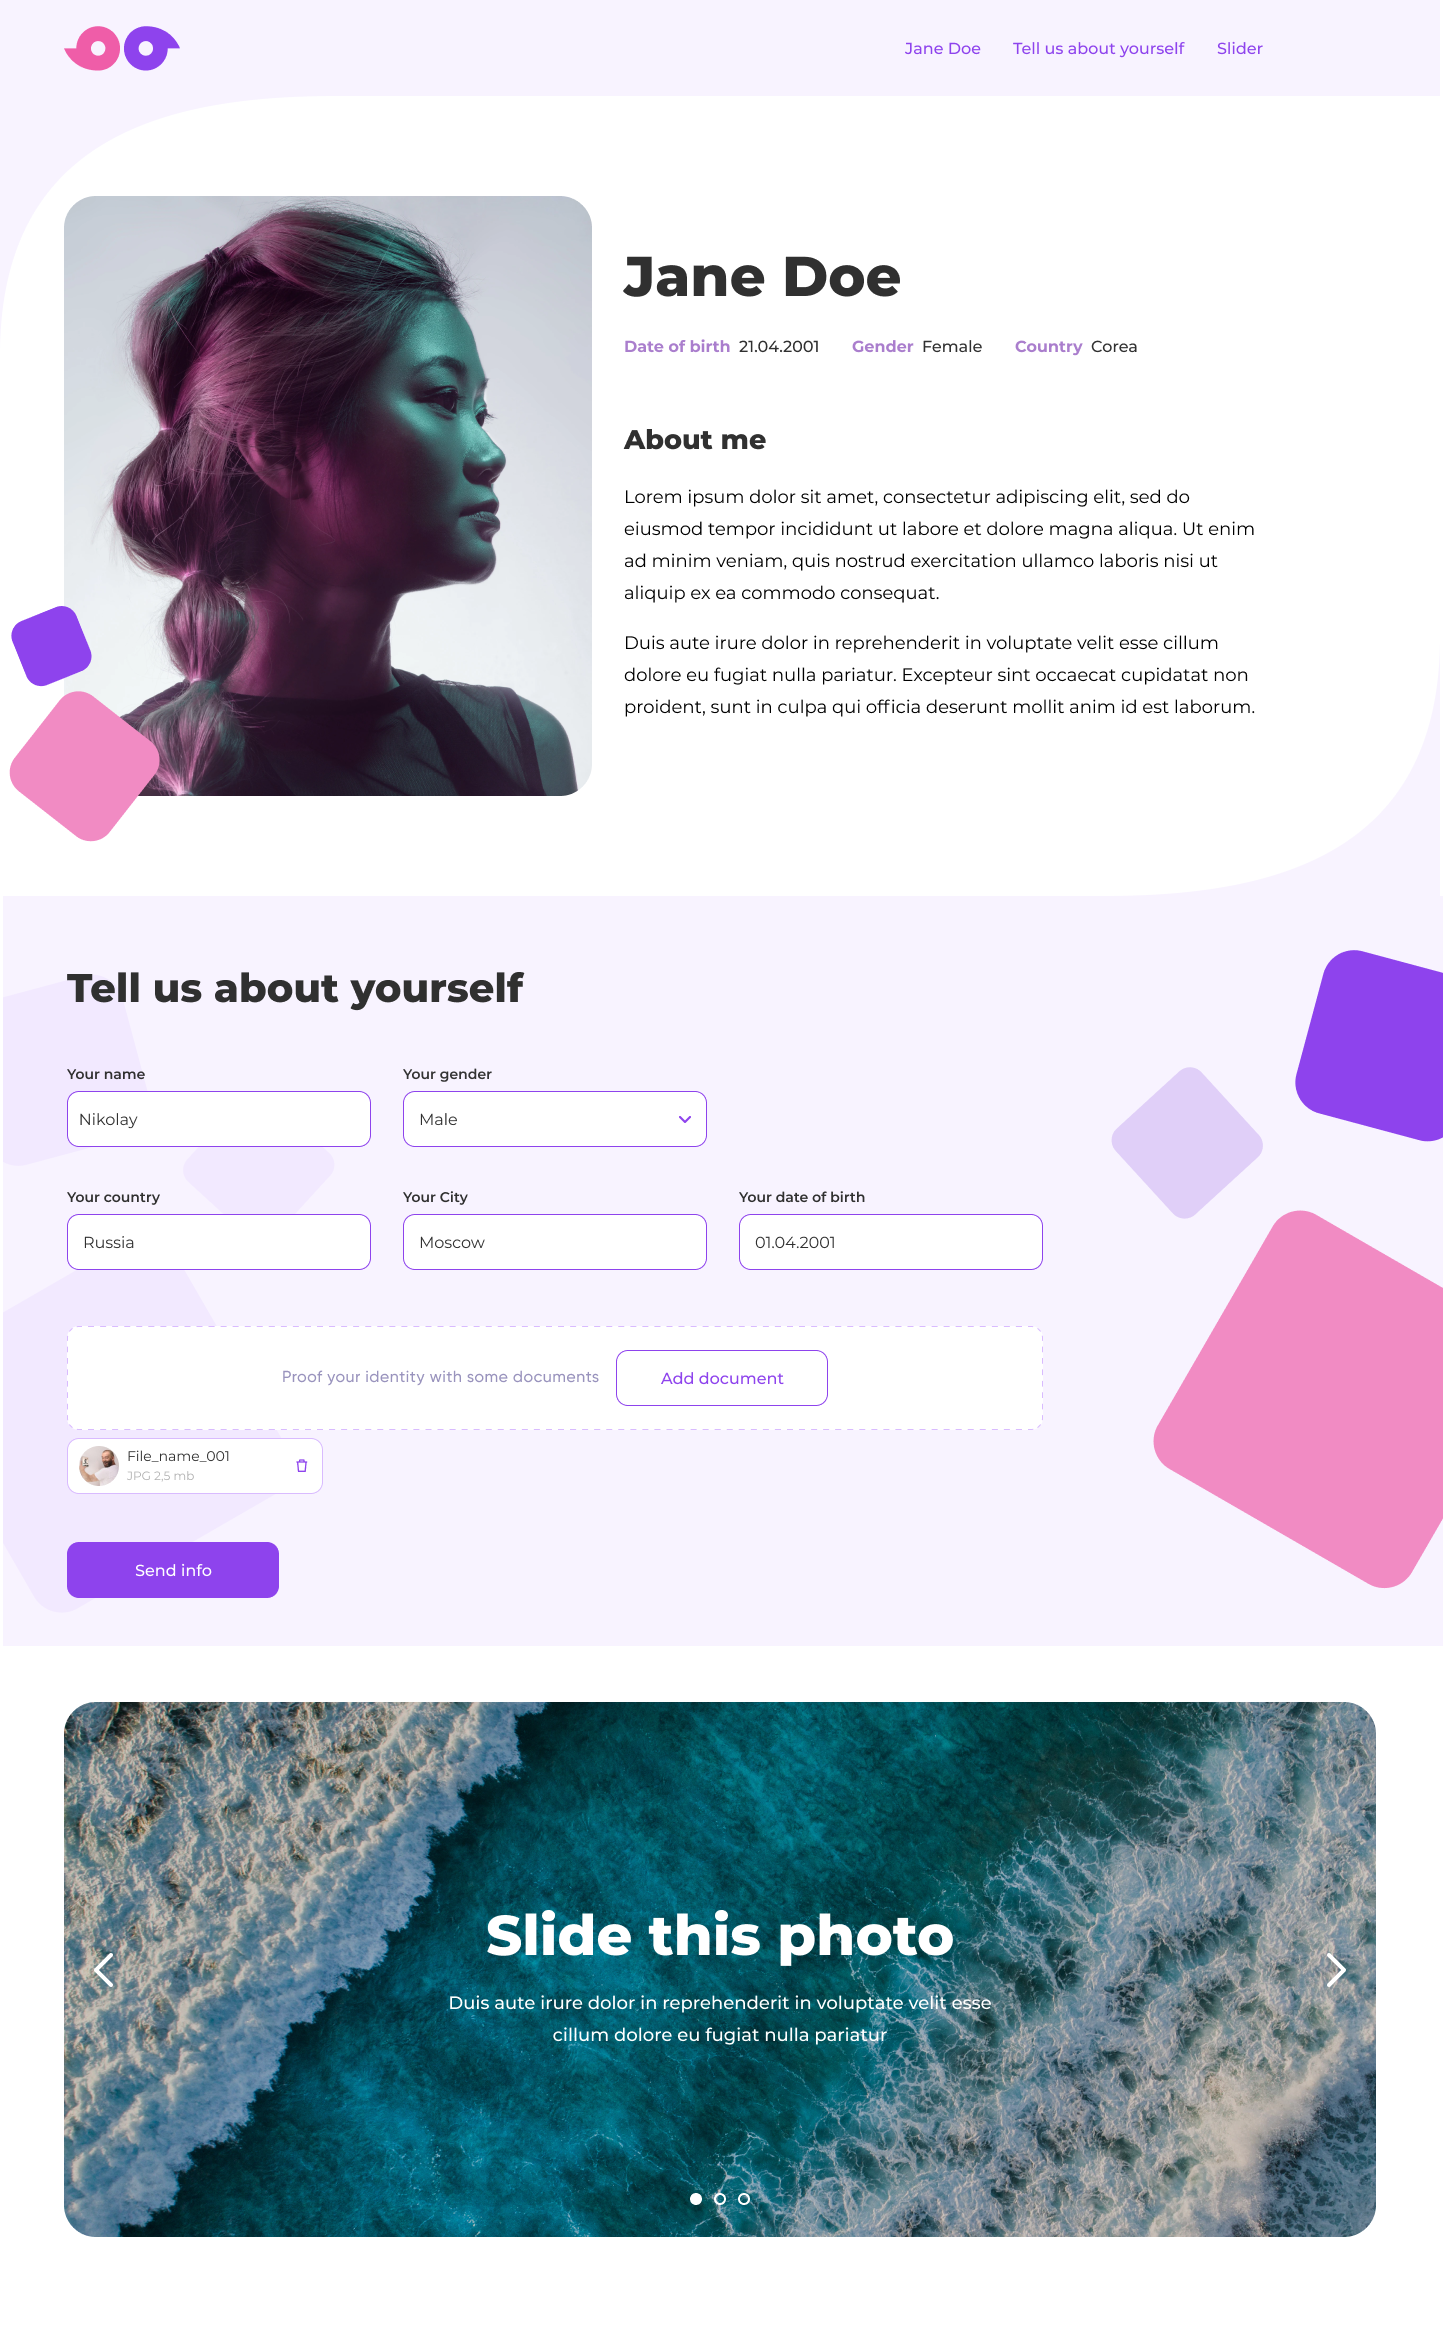 Jane Doe Tell us about yourself Slider
Jane Doe
Date of birth 21.04.2001 Gender Female Country Corea
About me
Lorem ipsum dolor sit amet, consectetur adipiscing elit, sed do
eiusmod tempor incididunt ut labore et dolore magna aliqua. Ut enim
ad minim veniam, quis nostrud exercitation ullamco laboris nisi ut
aliquip ex ea commodo consequat.
Duis aute irure dolor in reprehenderit in voluptate velit esse cillum
dolore eu fugiat nulla pariatur. Excepteur sint occaecat cupidatat non
proident, sunt in culpa qui officia deserunt mollit anim id est laborum.
Tell us about yourself
Your name Your gender
Nikolay Male
Your country Your City Your date of birth
Russia Moscow 01.04.2001
Proof your identity with some documents Add document
File_name_001
JPG 2,5 mb
Send info
Slide this photo
Duis aute irure dolor in reprehenderit in voluptate velit esse
cillum dolore eu fugiat nulla pariatur